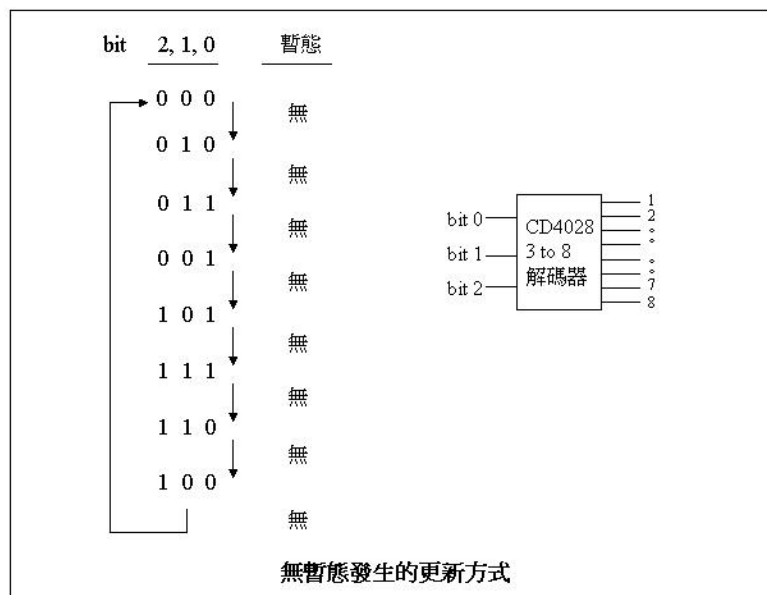 bit 2, 1, 0 暫態
0 0 0
無
0 1 0
無
0 1 1
無
0 0 1
無
1 0 1
無
1 1 1
無
1 1 0
無
1 0 0
無
bit 0
bit 1
bit 2
CD4028
3 to 8
解碼器
1
2
7
8
無暫態發生的更新方式